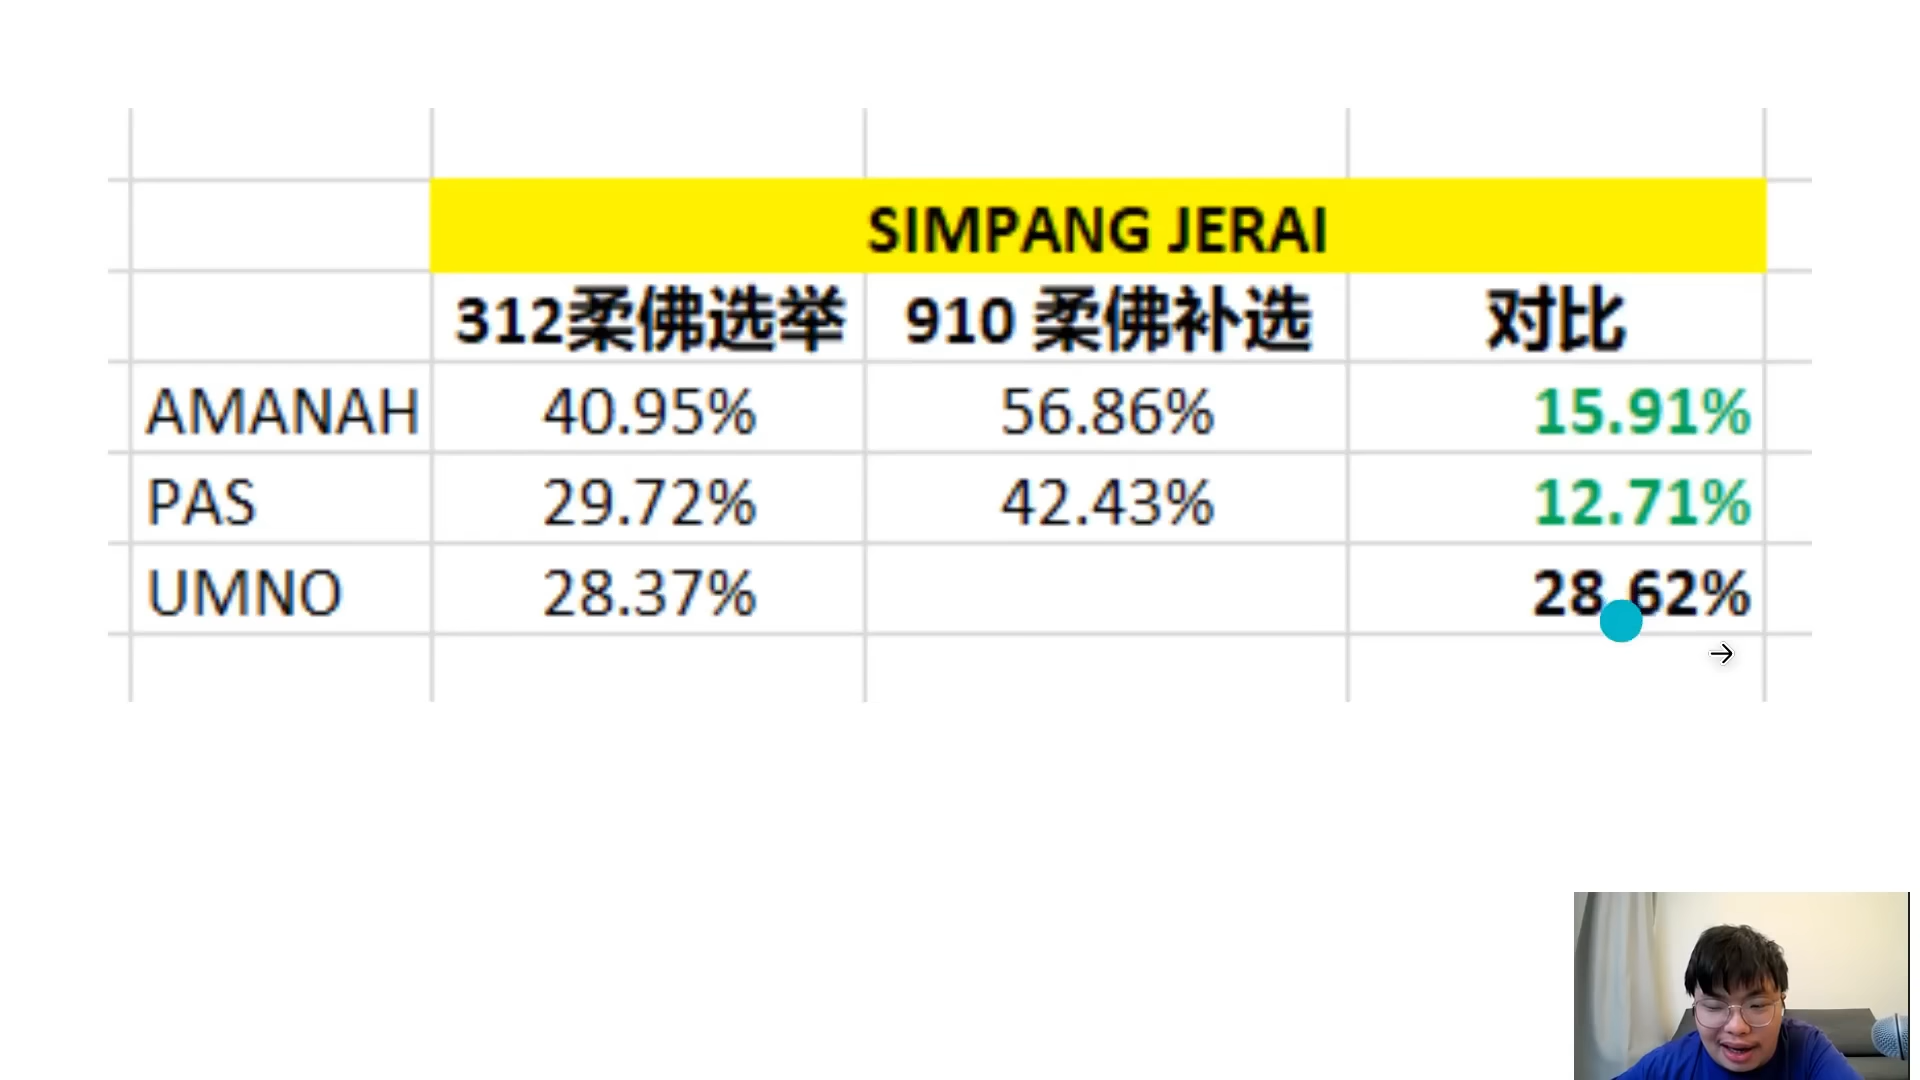 SIMPANG JERAI
312柔佛选举 910 柔佛补选 对比
AMANAH 40.95% 56.86% 15.91%
PAS 29.72% 42.43% 12.71%
UMNO 28.37% 28.62%